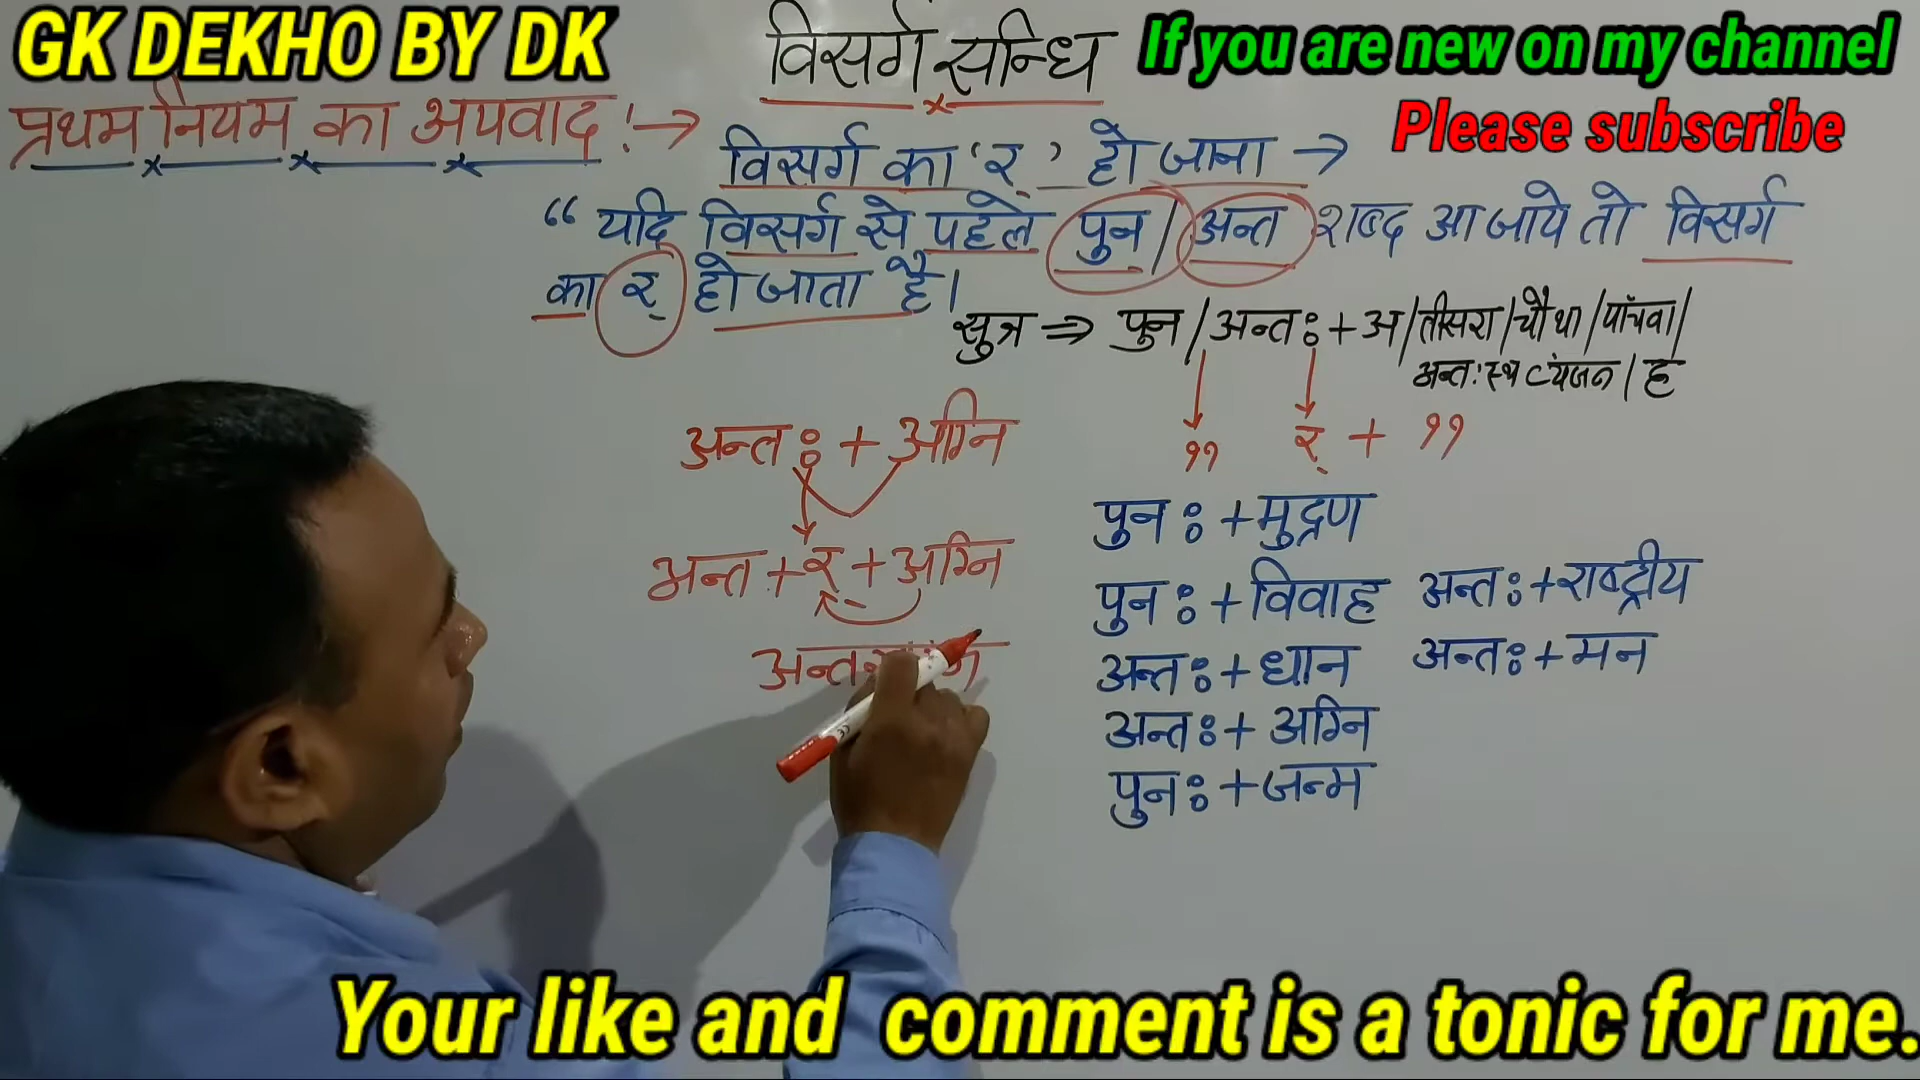 GK DEKHO BY DK
विसर्ग सन्धि
If you are new on my channel
Please subscribe
प्रथम नियम का अपवाद !→
विसर्ग का 'र्' हो जाना →
“ यदि विसर्ग से पहले पुन / अन्त शब्द आ जाये तो विसर्ग
का र् हो जाता है।
सुत्र ⇒ पुन / अन्त ः + अ / तीसरा / चौथा / पांचवा /
अन्तःस्थ व्यंजन / ह
,, र् + ,,
अन्त ः + अग्नि
अन्त + र् + अग्नि
पुन ः + मुद्रण
पुन ः + विवाह
अन्त ः + धान
अन्त ः + अग्नि
पुन ः + जन्म
अन्त ः + राष्ट्रीय
अन्त ः + मन
Your like and comment is a tonic for me.